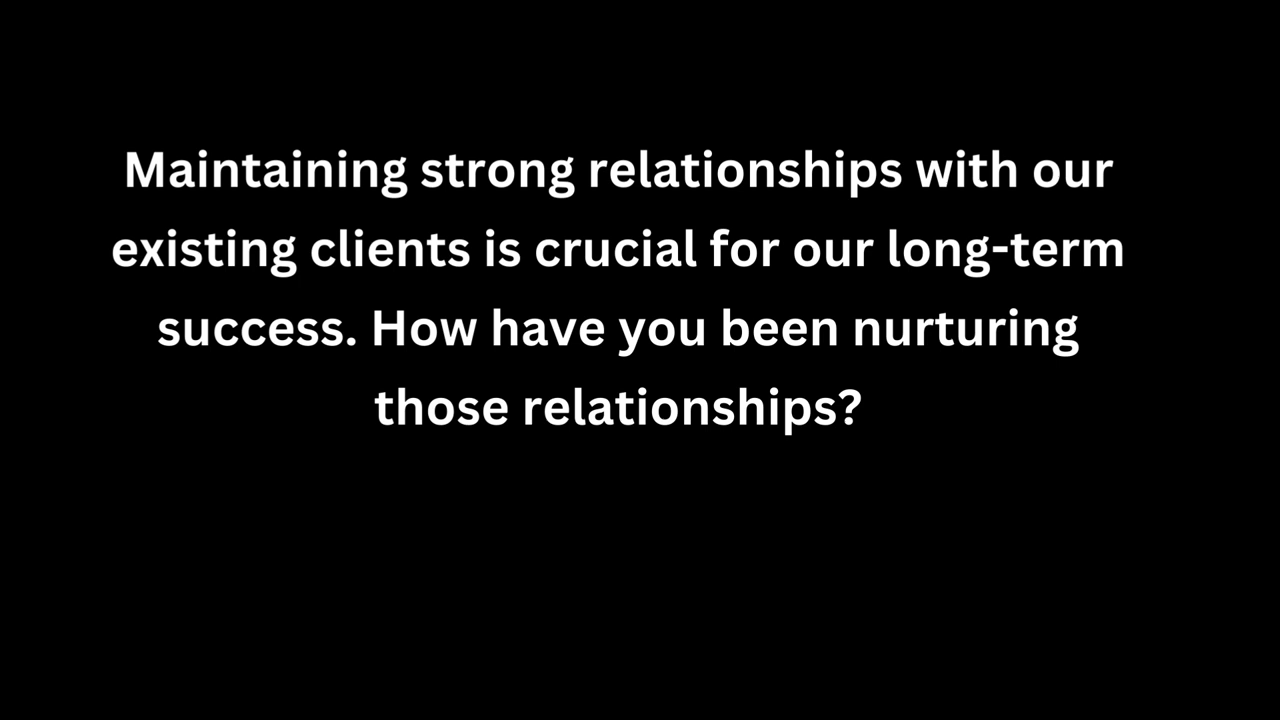 Maintaining strong relationships with our
existing clients is crucial for our long-term
success. How have you been nurturing
those relationships?